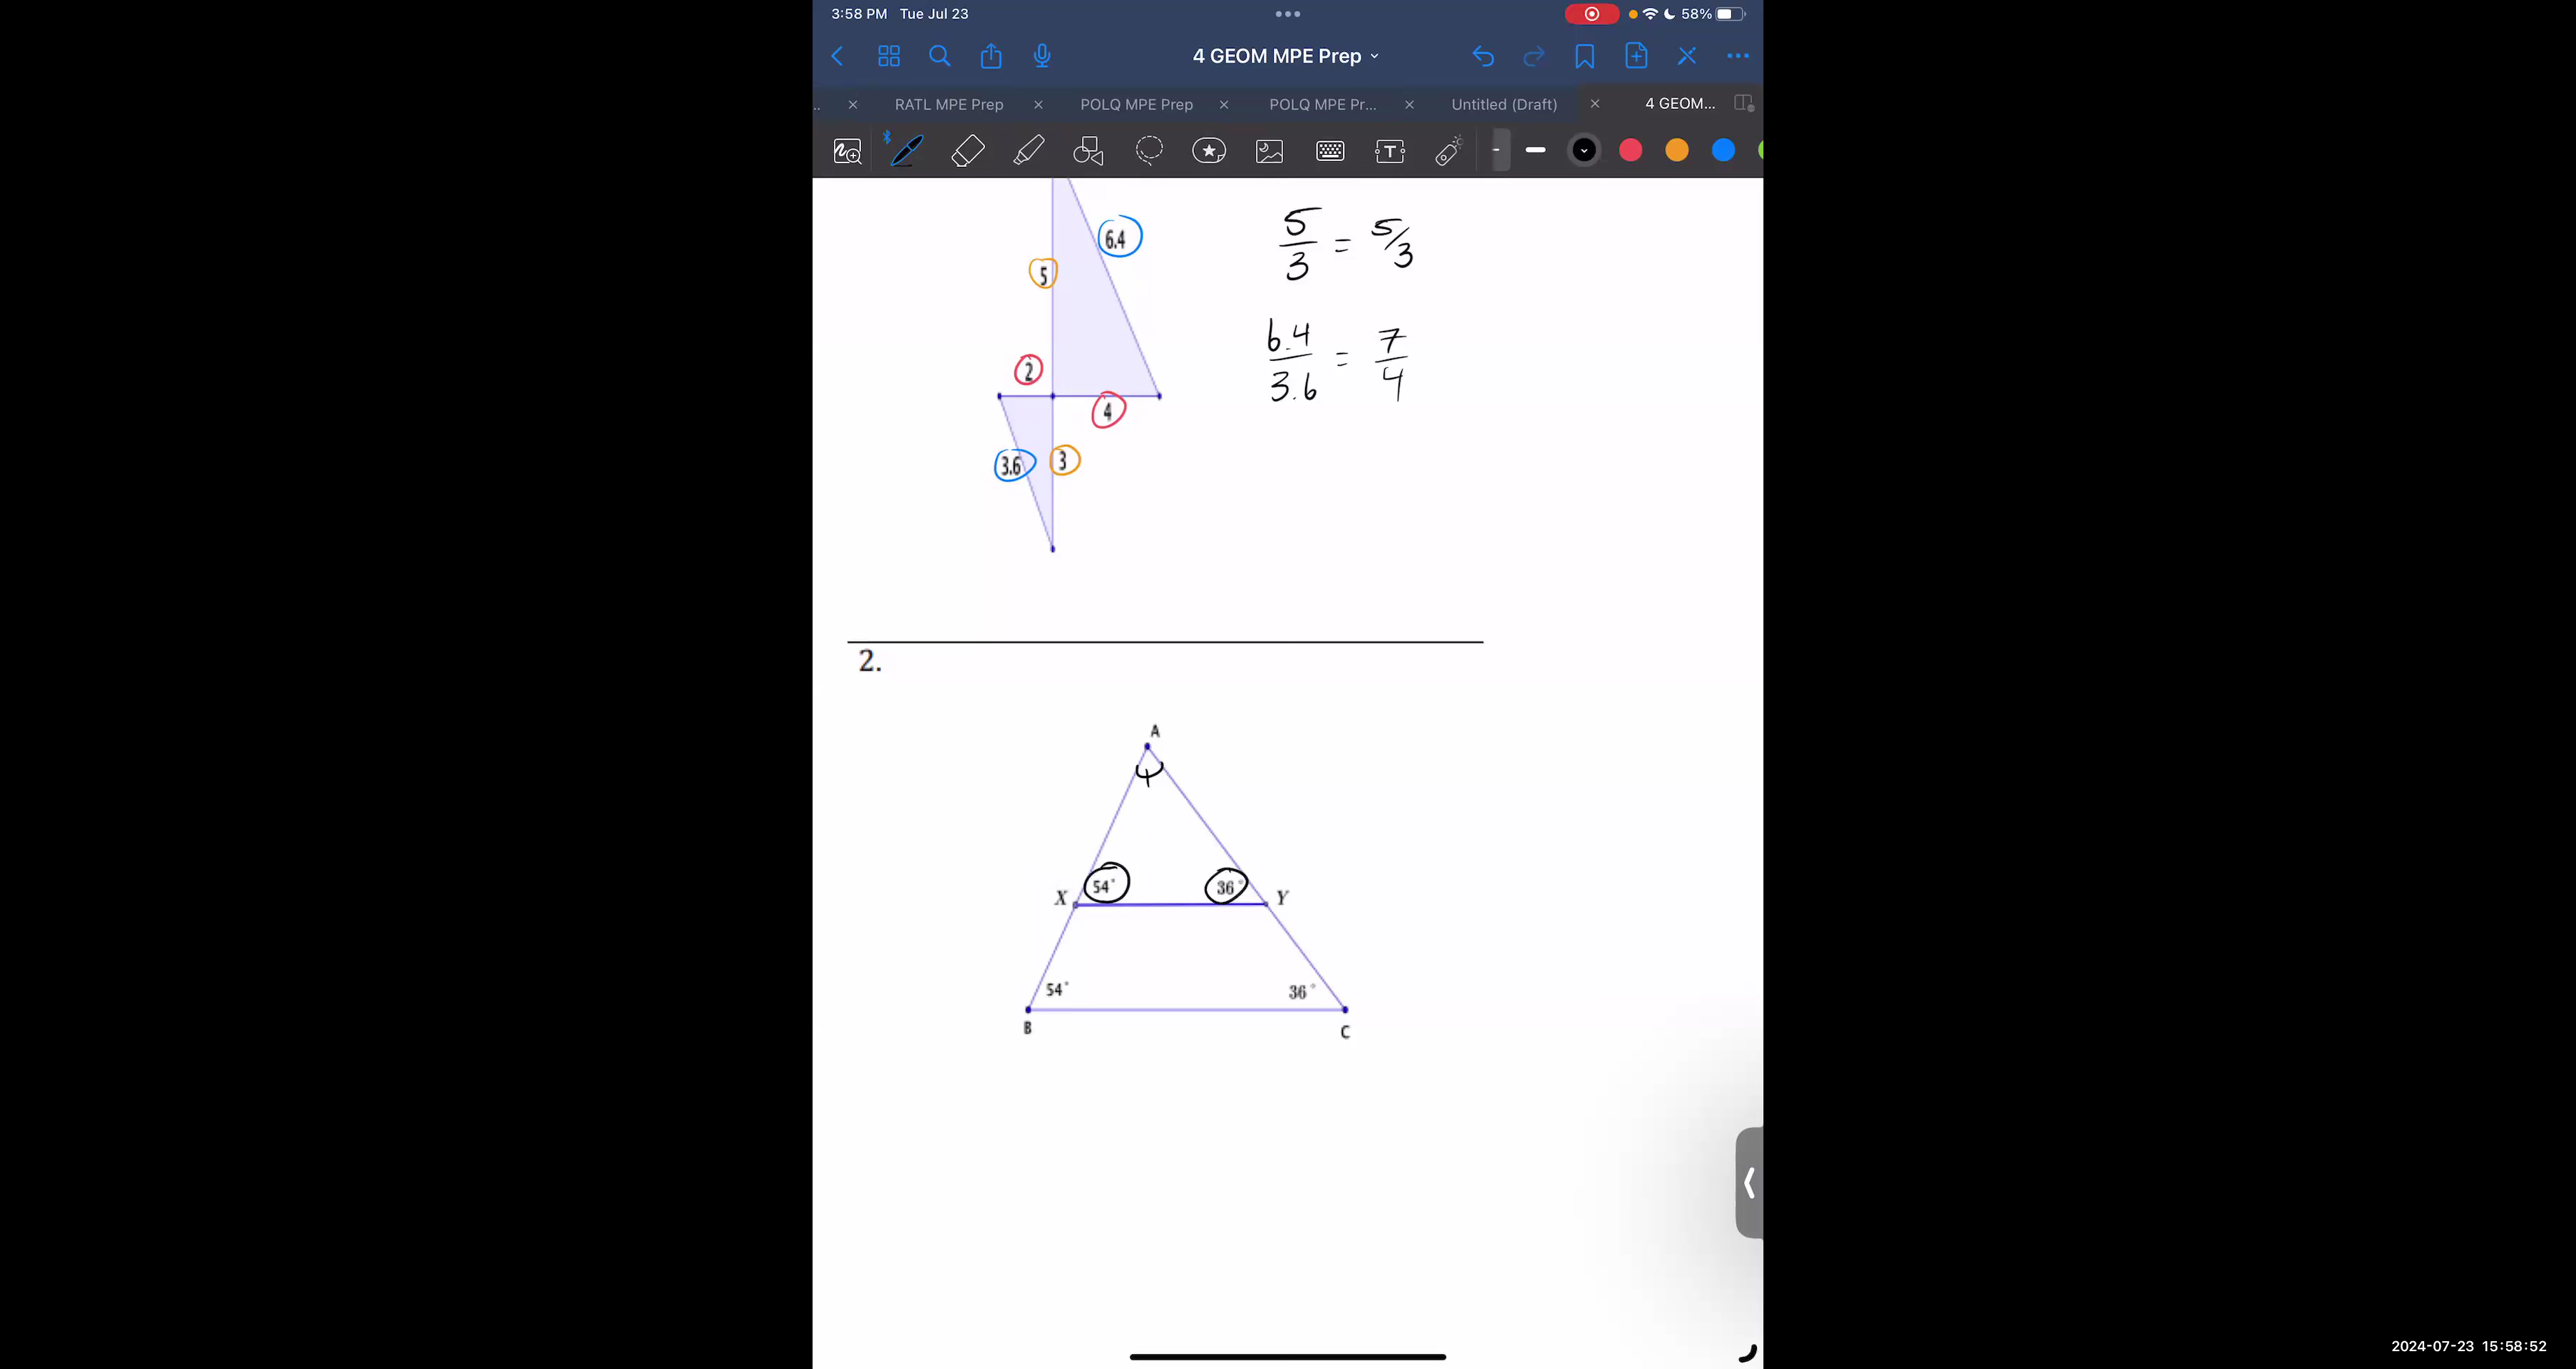 3:58 PM Tue Jul 23
58%
4 GEOM MPE Prep
RATL MPE Prep
POLQ MPE Prep
POLQ MPE Pr...
Untitled (Draft)
4 GEOM...
T
6.4
5
5/3 = 5/3
2
6.4/3.6 = 7/4
4
3.6
3
2.
A
X 54° 36° Y
54° 36°
B C
2024-07-23 15:58:52